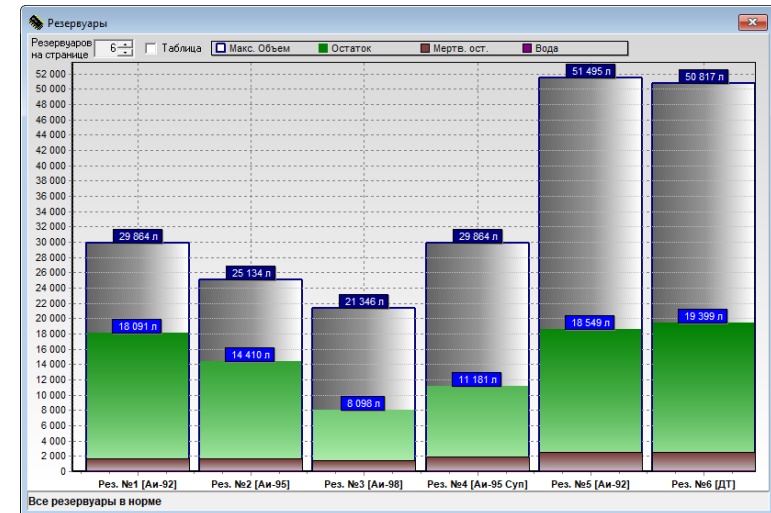 Резервуары
Резервуаров на странице 6 Таблица Макс. Объем Остаток Мертв. ост. Вода
52 000
50 000
48 000
46 000
44 000
42 000
40 000
38 000
36 000
34 000
32 000
30 000
28 000
26 000
24 000
22 000
20 000
18 000
16 000
14 000
12 000
10 000
8 000
6 000
4 000
2 000
0
51 495 л
50 817 л
29 864 л
29 864 л
25 134 л
21 346 л
18 091 л
18 549 л
19 399 л
14 410 л
11 181 л
8 098 л
Рез. №1 [Аи-92] Рез. №2 [Аи-95] Рез. №3 [Аи-98] Рез. №4 [Аи-95 Суп] Рез. №5 [Аи-92] Рез. №6 [ДТ]
Все резервуары в норме